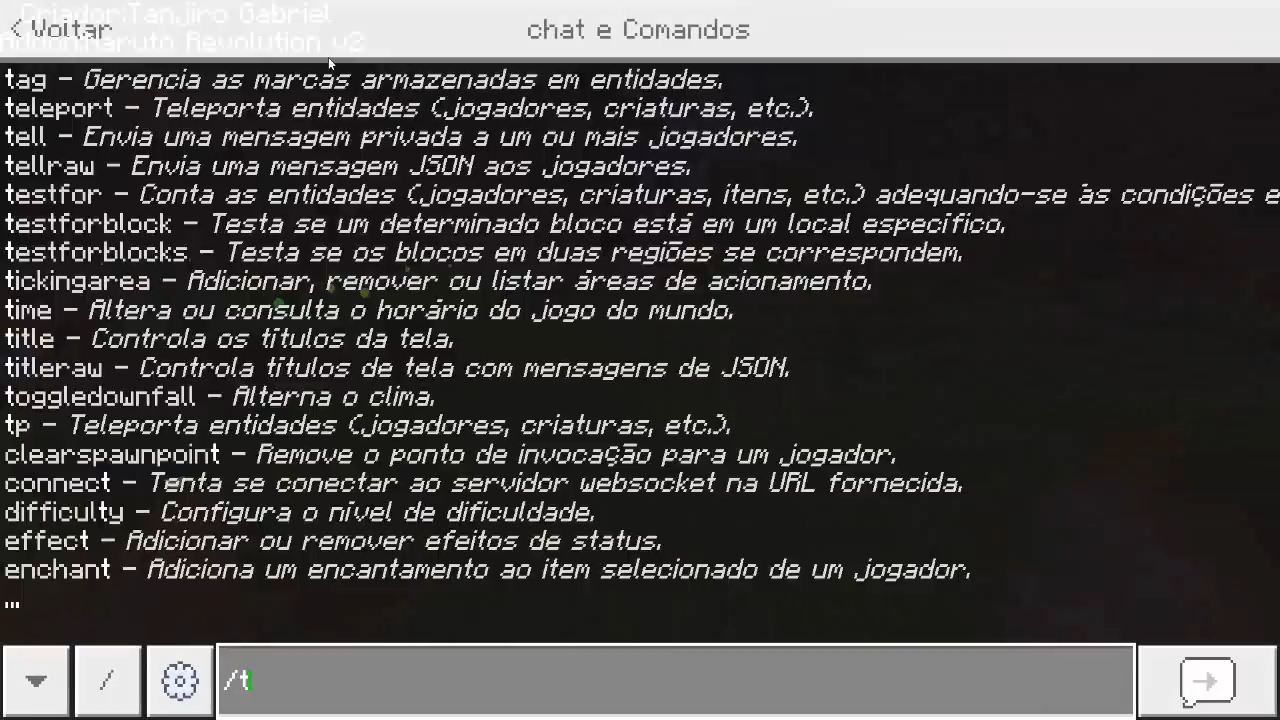 Criador:Tanjiro Gabriel
Voltar
chat e Comandos
Addon:Naruto Revolution v2
tag - Gerencia as marcas armazenadas em entidades.
teleport - Teleporta entidades (jogadores, criaturas, etc.).
tell - Envia uma mensagem privada a um ou mais jogadores.
tellraw - Envia uma mensagem JSON aos jogadores.
testfor - Conta as entidades (jogadores, criaturas, itens, etc.) adequando-se às condições e
testforblock - Testa se um determinado bloco está em um local específico.
testforblocks - Testa se os blocos em duas regiões se correspondem.
tickingarea - Adicionar, remover ou listar áreas de acionamento.
time - Altera ou consulta o horário do jogo do mundo.
title - Controla os títulos da tela.
titleraw - Controla títulos de tela com mensagens de JSON.
toggledownfall - Alterna o clima.
tp - Teleporta entidades (jogadores, criaturas, etc.).
clearspawnpoint - Remove o ponto de invocação para um jogador.
connect - Tenta se conectar ao servidor websocket na URL fornecida.
difficulty - Configura o nível de dificuldade.
effect - Adicionar ou remover efeitos de status.
enchant - Adiciona um encantamento ao item selecionado de um jogador.
...
/
/t